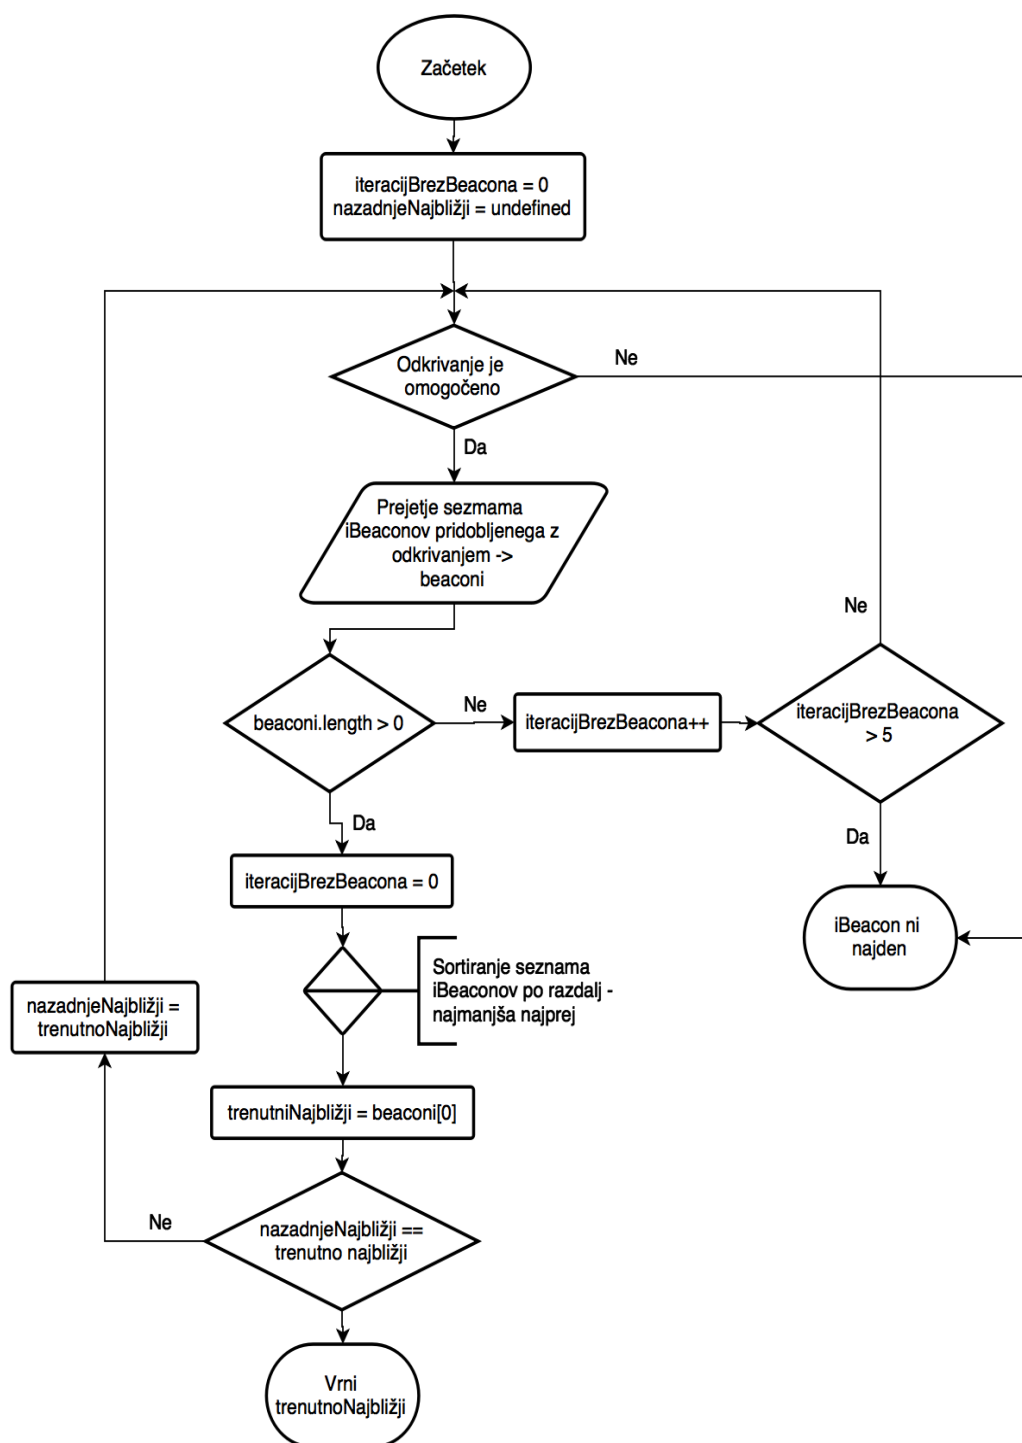 Začetek
iteracijBrezBeacona = 0
nazadnjeNajbližji = undefined
Odkrivanje je
omogočeno
Ne
Da
Prejetje sezmama
iBeaconov pridobljenega z
odkrivanjem ->
beaconi
beaconi.length > 0
Ne
iteracijBrezBeacona++
iteracijBrezBeacona
> 5
Ne
Da
iBeacon ni
najden
Da
iteracijBrezBeacona = 0
Sortiranje seznama
iBeaconov po razdalj -
najmanjša najprej
trenutniNajbližji = beaconi[0]
nazadnjeNajbližji ==
trenutno najbližji
Ne
nazadnjeNajbližji =
trenutnoNajbližji
Vrni
trenutnoNajbližji